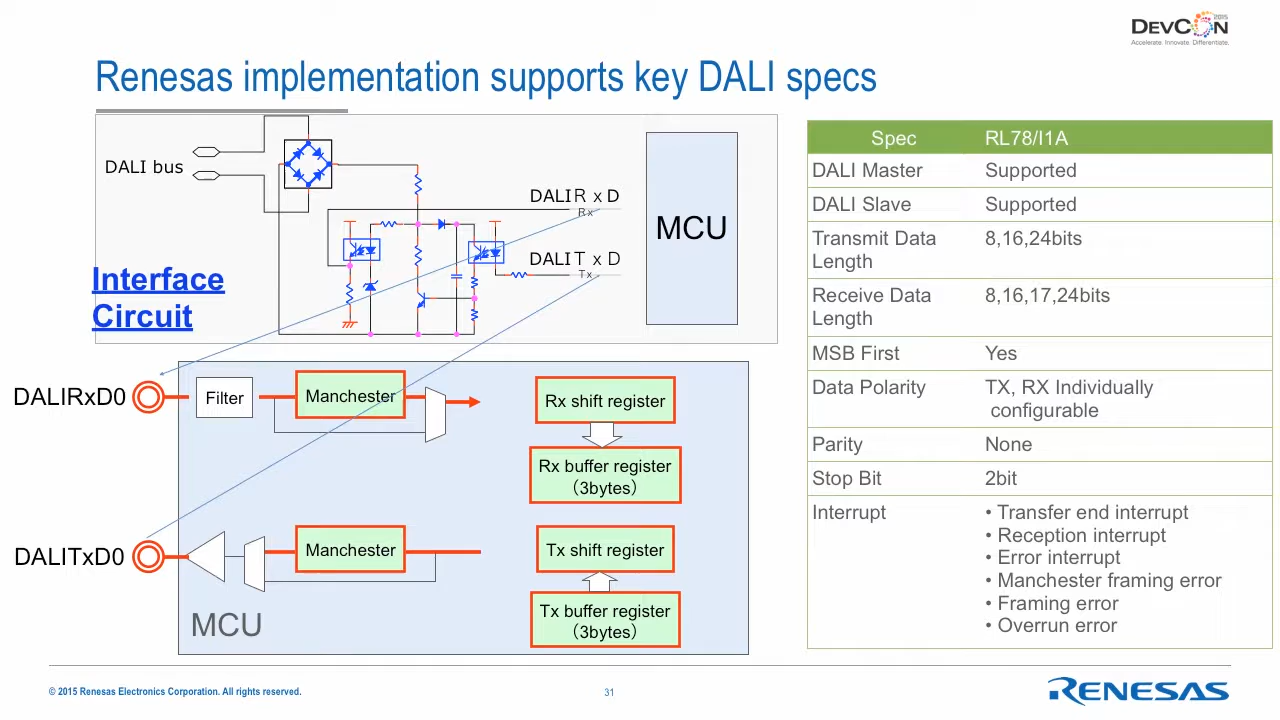 DEVCON 2015
Accelerate. Innovate. Differentiate.
Renesas implementation supports key DALI specs
DALI bus
DALIR x D
Rx
DALIT x D
Tx
MCU
Interface
Circuit
DALIRxD0
Filter
Manchester
Rx shift register
Rx buffer register
(3bytes)
DALITxD0
Manchester
Tx shift register
Tx buffer register
(3bytes)
MCU
Spec RL78/I1A
DALI Master Supported
DALI Slave Supported
Transmit Data 8,16,24bits
Length
Receive Data 8,16,17,24bits
Length
MSB First Yes
Data Polarity TX, RX Individually
configurable
Parity None
Stop Bit 2bit
Interrupt • Transfer end interrupt
• Reception interrupt
• Error interrupt
• Manchester framing error
• Framing error
• Overrun error
© 2015 Renesas Electronics Corporation. All rights reserved.
31
RENESAS